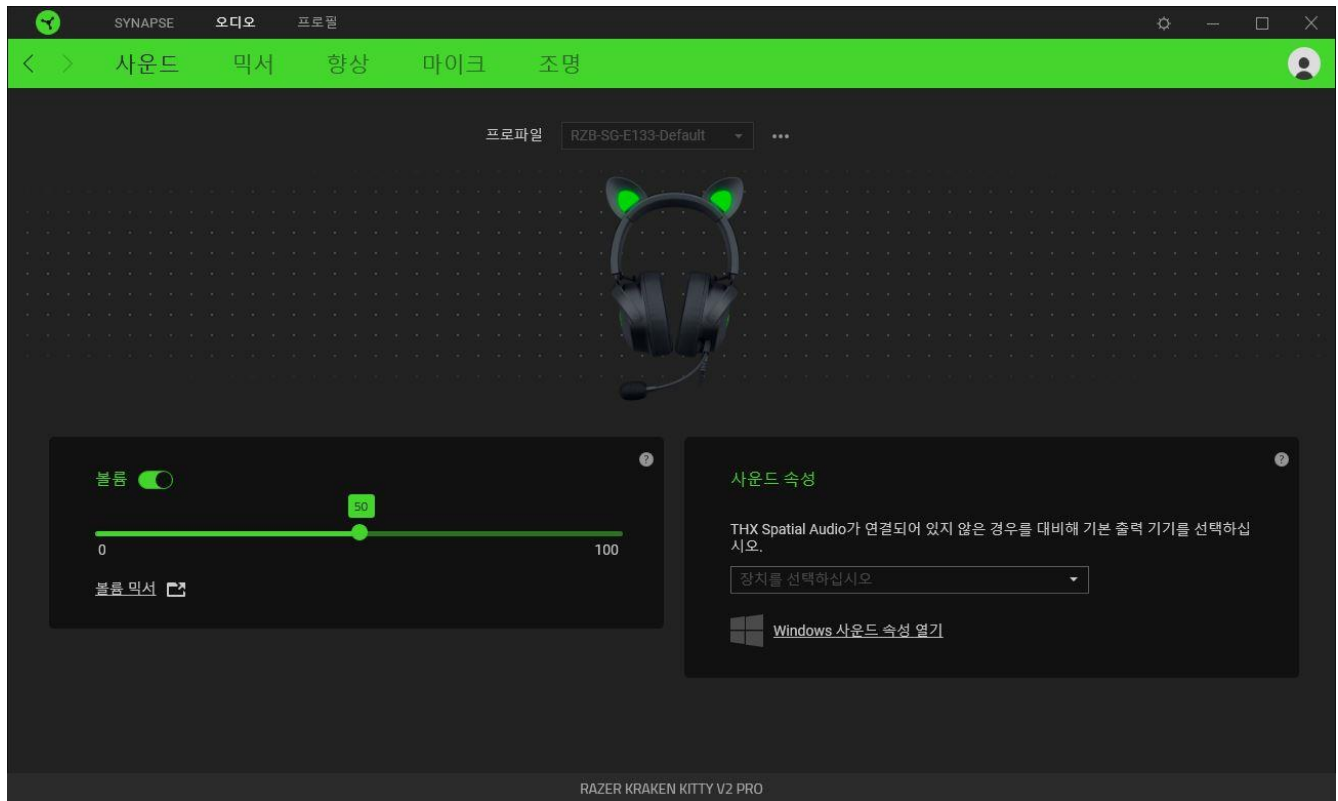 SYNAPSE 오디오 프로필
사운드 믹서 향상 마이크 조명
프로파일 RZB-SG-E133-Default
볼륨
50
0 100
볼륨 믹서
사운드 속성
THX Spatial Audio가 연결되어 있지 않은 경우를 대비해 기본 출력 기기를 선택하십
시오.
장치를 선택하십시오
Windows 사운드 속성 열기
RAZER KRAKEN KITTY V2 PRO